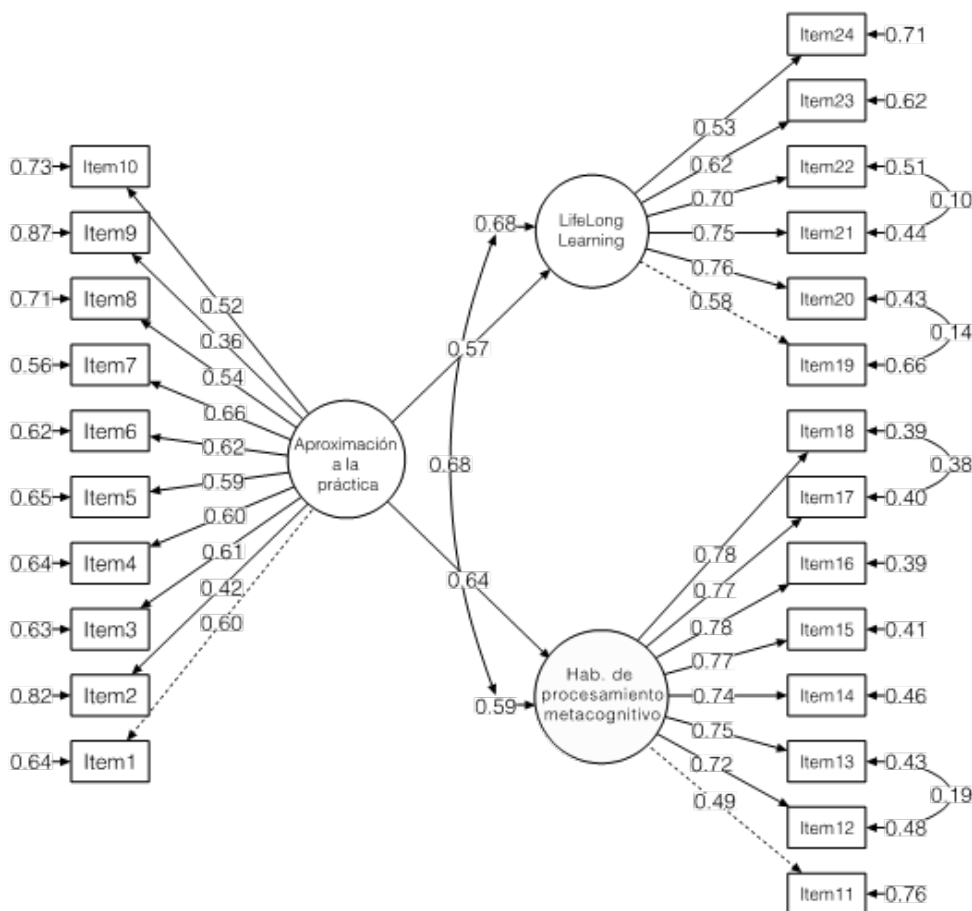 Item24
0.71
Item23
0.62
0.53
0.62
Item22
0.51
0.70
0.10
LifeLong
Learning
0.68
0.75
Item21
0.44
0.76
Item20
0.43
0.58
0.14
Item19
0.66
0.73
Item10
0.87
Item9
0.71
Item8
0.56
Item7
0.62
Item6
0.65
Item5
0.64
Item4
0.63
Item3
0.82
Item2
0.64
Item1
0.52
0.36
0.54
0.66
0.62
0.59
0.60
0.61
0.42
0.60
Aproximación
a la
práctica
0.57
0.68
0.64
Item18
0.39
0.38
Item17
0.40
0.78
0.77
Item16
0.39
0.78
Item15
0.41
0.77
Hab. de
procesamiento
metacognitivo
0.59
0.74
Item14
0.46
0.75
Item13
0.43
0.72
0.19
0.49
Item12
0.48
Item11
0.76